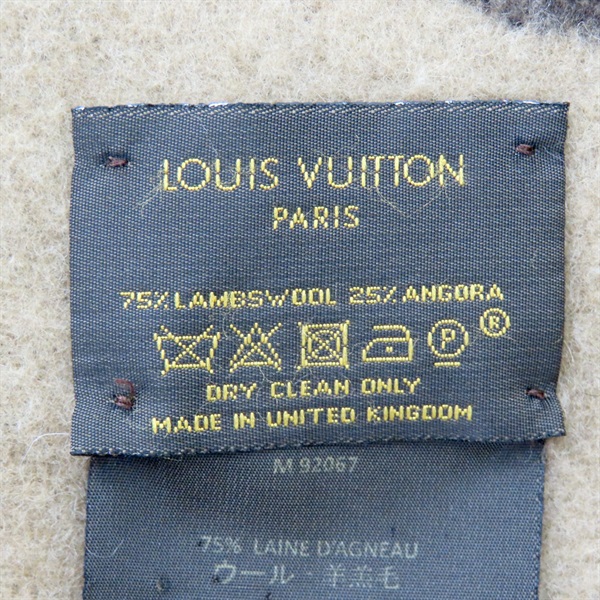 LOUIS VUITTON
PARIS
75% LAMBSWOOL 25% ANGORA
P ®
DRY CLEAN ONLY
MADE IN UNITED KINGDOM
M 92067
75% LAINE D'AGNEAU
ウール・羊羔毛